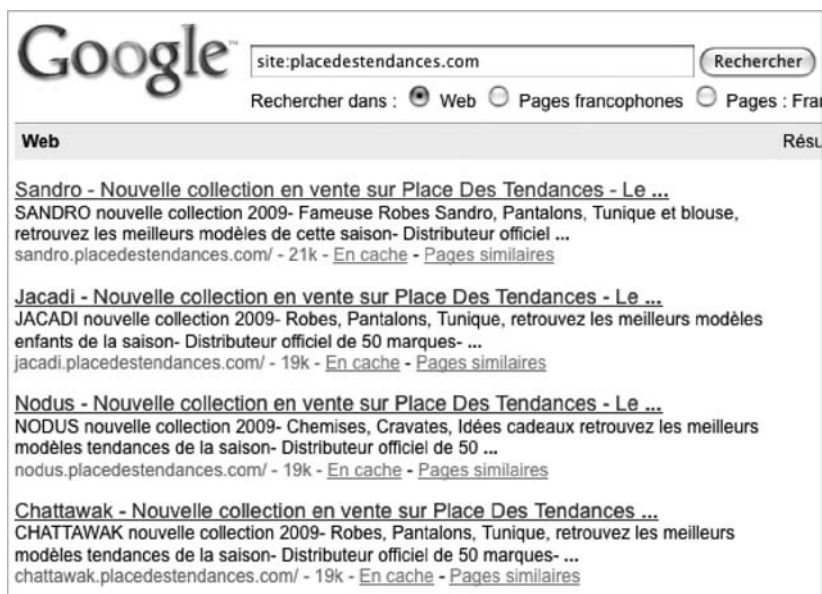 Google™
site:placedestendances.com
Rechercher
Rechercher dans : Web Pages francophones Pages : Fra
Web Résu
Sandro - Nouvelle collection en vente sur Place Des Tendances - Le ...
SANDRO nouvelle collection 2009- Fameuse Robes Sandro, Pantalons, Tunique et blouse,
retrouvez les meilleurs modèles de cette saison- Distributeur officiel ...
sandro.placedestendances.com/ - 21k - En cache - Pages similaires
Jacadi - Nouvelle collection en vente sur Place Des Tendances - Le ...
JACADI nouvelle collection 2009- Robes, Pantalons, Tunique, retrouvez les meilleurs modèles
enfants de la saison- Distributeur officiel de 50 marques- ...
jacadi.placedestendances.com/ - 19k - En cache - Pages similaires
Nodus - Nouvelle collection en vente sur Place Des Tendances - Le ...
NODUS nouvelle collection 2009- Chemises, Cravates, Idées cadeaux retrouvez les meilleurs
modèles tendances de la saison- Distributeur officiel de 50 ...
nodus.placedestendances.com/ - 19k - En cache - Pages similaires
Chattawak - Nouvelle collection en vente sur Place Des Tendances ...
CHATTAWAK nouvelle collection 2009- Robes, Pantalons, Tunique, retrouvez les meilleurs
modèles tendances de la saison- Distributeur officiel de 50 marques- ...
chattawak.placedestendances.com/ - 19k - En cache - Pages similaires